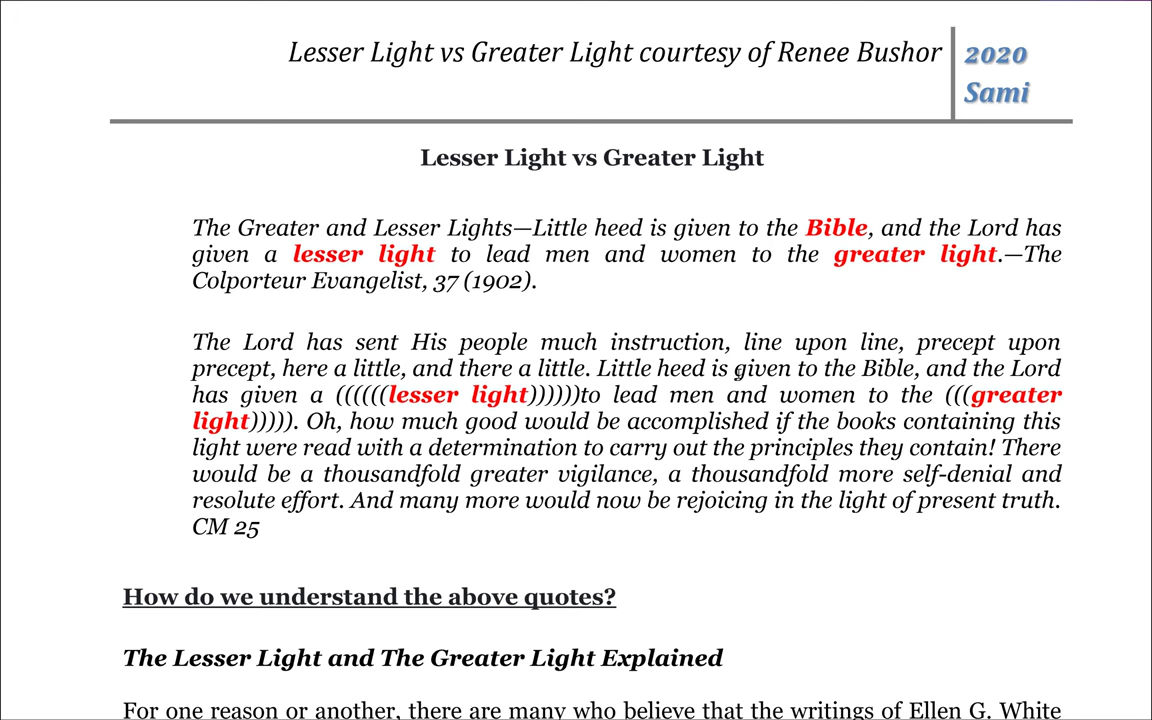 Lesser Light vs Greater Light courtesy of Renee Bushor
2020
Sami
Lesser Light vs Greater Light
The Greater and Lesser Lights—Little heed is given to the Bible, and the Lord has
given a lesser light to lead men and women to the greater light.—The
Colporteur Evangelist, 37 (1902).
The Lord has sent His people much instruction, line upon line, precept upon
precept, here a little, and there a little. Little heed is given to the Bible, and the Lord
has given a ((((((lesser light))))))to lead men and women to the (((greater
light))))). Oh, how much good would be accomplished if the books containing this
light were read with a determination to carry out the principles they contain! There
would be a thousandfold greater vigilance, a thousandfold more self-denial and
resolute effort. And many more would now be rejoicing in the light of present truth.
CM 25
How do we understand the above quotes?
The Lesser Light and The Greater Light Explained
For one reason or another, there are many who believe that the writings of Ellen G. White